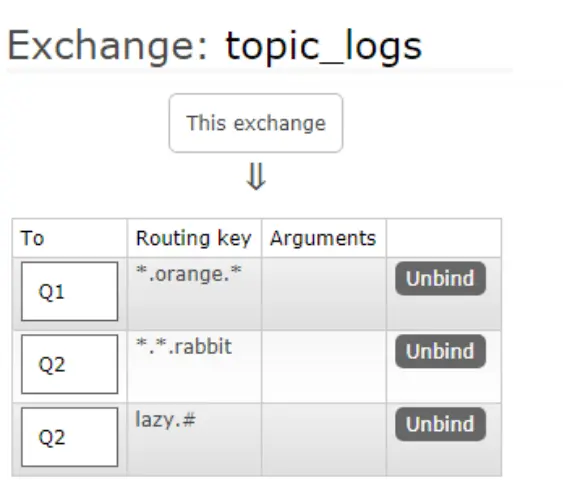 Exchange: topic_logs
This exchange
⇓
To Routing key Arguments
Q1 *.orange.* Unbind
Q2 *.*.rabbit Unbind
Q2 lazy.# Unbind